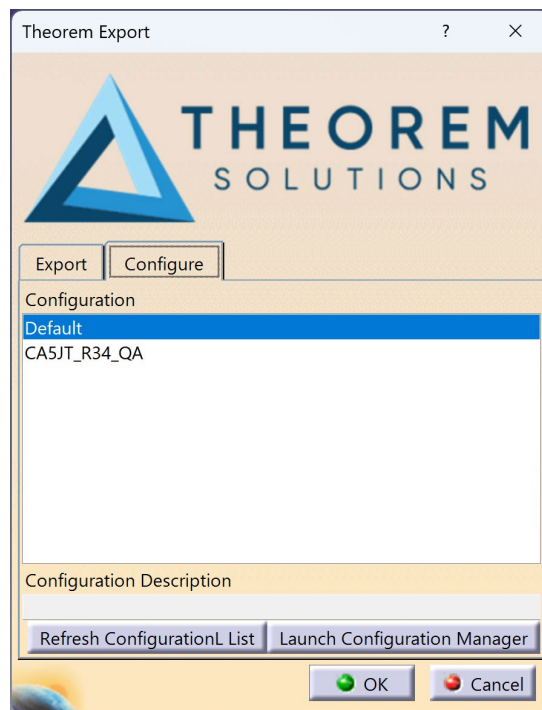 Theorem Export ? ×
THEOREM
SOLUTIONS
Export Configure
Configuration
Default
CA5JT_R34_QA
Configuration Description
Refresh ConfigurationL List Launch Configuration Manager
OK Cancel